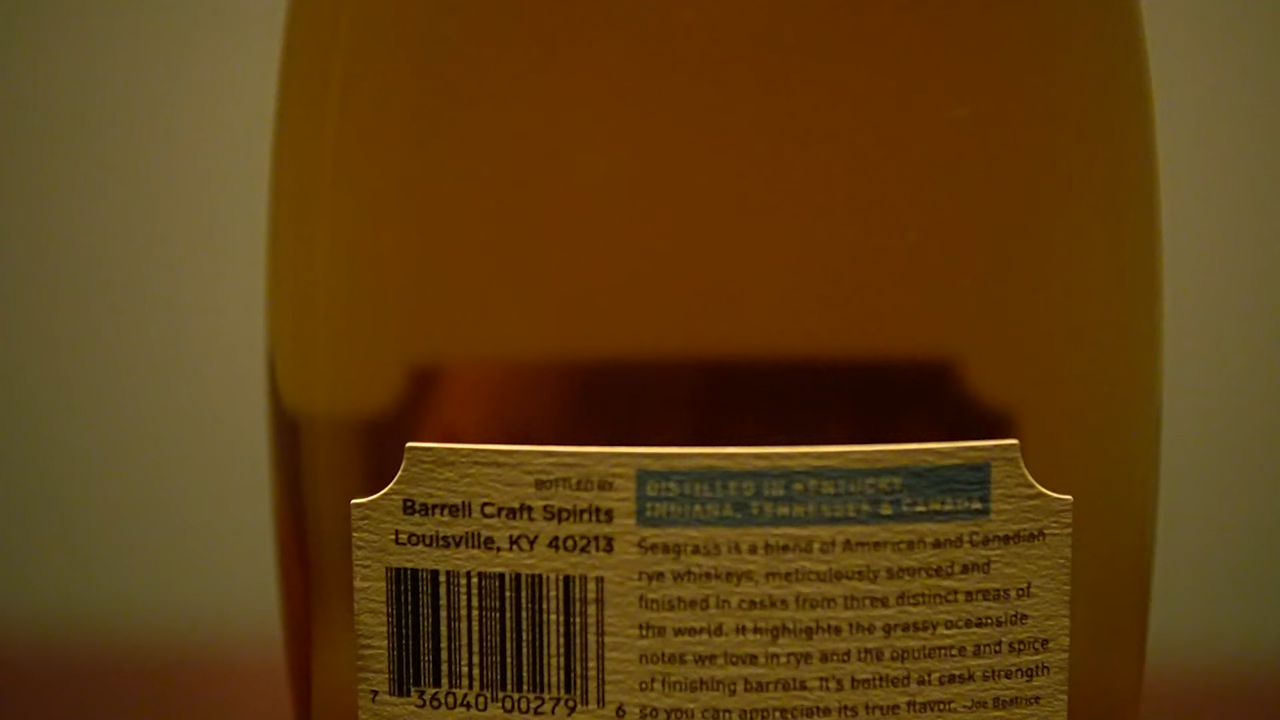 BOTTLED BY
Barrell Craft Spirits
Louisville, KY 40213
7 36040 00279 6
DISTILLED IN KENTUCKY
INDIANA, TENNESSEE & CANADA
Seagrass is a blend of American and Canadian
rye whiskeys, meticulously sourced and
finished in casks from three distinct areas of
the world. It highlights the grassy oceanside
notes we love in rye and the opulence and spice
of finishing barrels. It's bottled at cask strength
so you can appreciate its true flavor. -Joe Beatrice